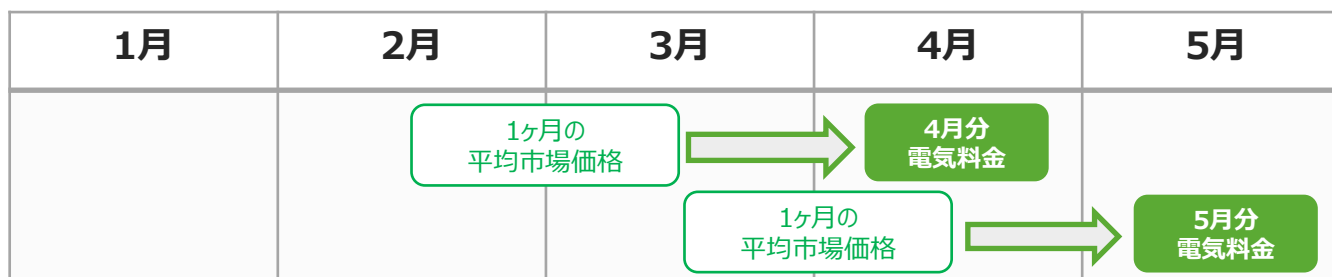 1月 2月 3月 4月 5月
1ヶ月の
平均市場価格
4月分
電気料金
1ヶ月の
平均市場価格
5月分
電気料金